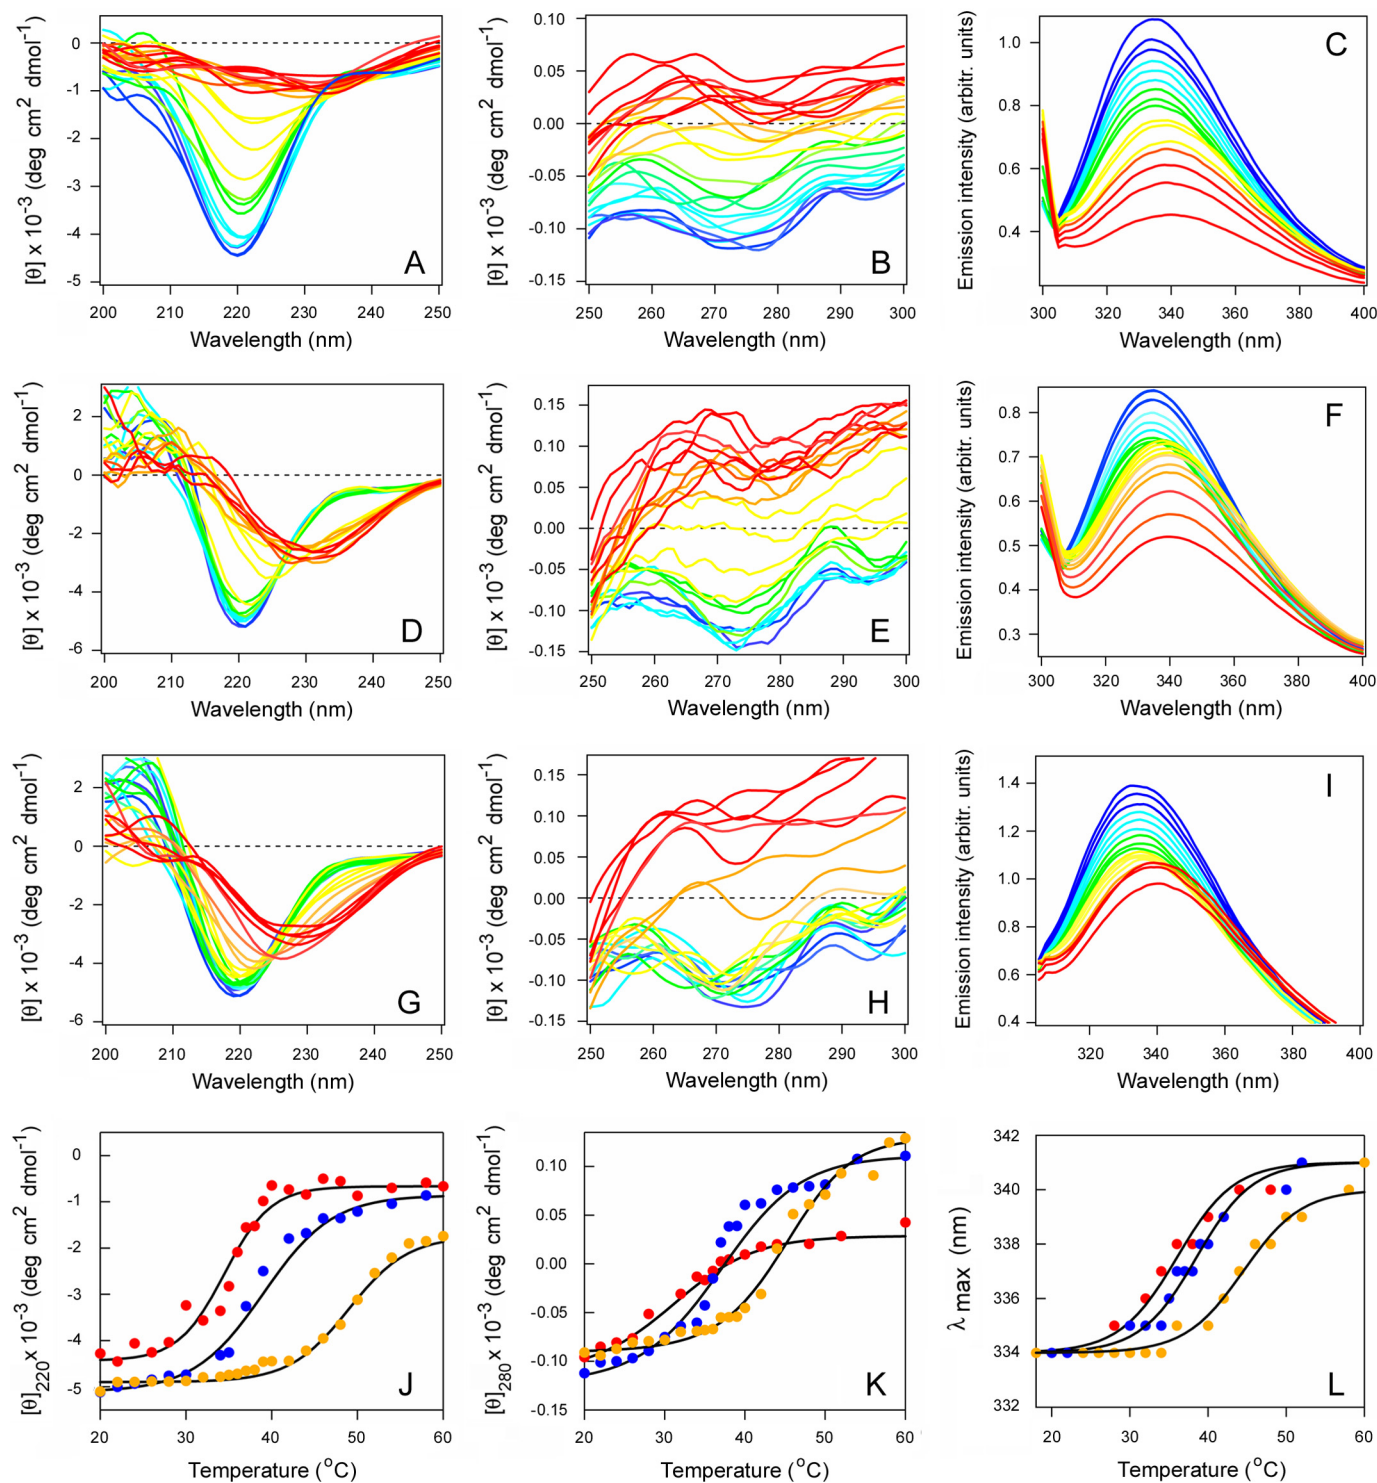 [θ] x 10⁻³ (deg cm² dmol⁻¹)
0
-1
-2
-3
-4
-5
A
200 210 220 230 240 250
Wavelength (nm)
[θ] x 10⁻³ (deg cm² dmol⁻¹)
0.10
0.05
0.00
-0.05
-0.10
-0.15
B
250 260 270 280 290 300
Wavelength (nm)
Emission intensity (arbitr. units)
1.0
0.8
0.6
0.4
C
300 320 340 360 380 400
Wavelength (nm)
[θ] x 10⁻³ (deg cm² dmol⁻¹)
2
0
-2
-4
-6
D
200 210 220 230 240 250
Wavelength (nm)
[θ] x 10⁻³ (deg cm² dmol⁻¹)
0.15
0.10
0.05
0.00
-0.05
-0.10
-0.15
E
250 260 270 280 290 300
Wavelength (nm)
Emission intensity (arbitr. units)
0.8
0.7
0.6
0.5
0.4
0.3
F
300 320 340 360 380 400
Wavelength (nm)
[θ] x 10⁻³ (deg cm² dmol⁻¹)
2
0
-2
-4
-6
G
200 210 220 230 240 250
Wavelength (nm)
[θ] x 10⁻³ (deg cm² dmol⁻¹)
0.15
0.10
0.05
0.00
-0.05
-0.10
-0.15
H
250 260 270 280 290 300
Wavelength (nm)
Emission intensity (arbitr. units)
1.4
1.2
1.0
0.8
0.6
0.4
I
320 340 360 380 400
Wavelength (nm)
[θ]₂₂₀ x 10⁻³ (deg cm² dmol⁻¹)
0
-1
-2
-3
-4
-5
J
20 30 40 50 60
Temperature (°C)
[θ]₂₈₀ x 10⁻³ (deg cm² dmol⁻¹)
0.10
0.05
0.00
-0.05
-0.10
-0.15
K
20 30 40 50 60
Temperature (°C)
λ max (nm)
342
340
338
336
334
332
L
20 30 40 50 60
Temperature (°C)